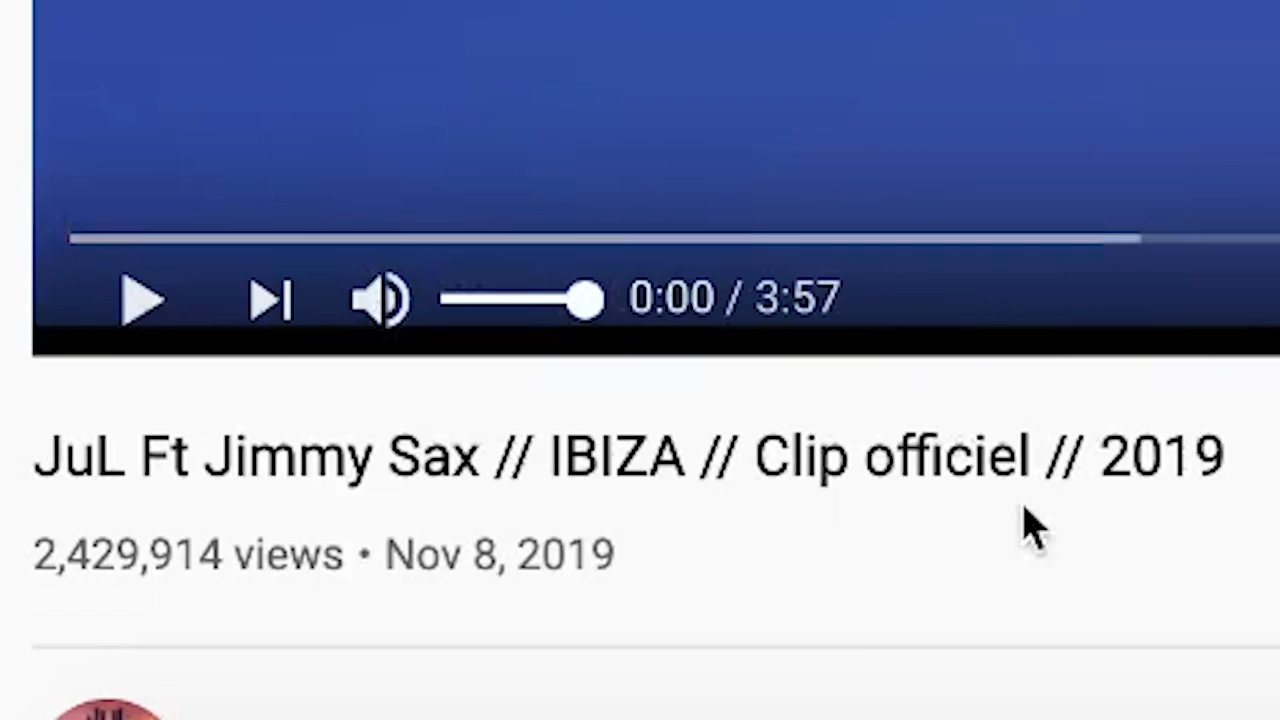 0:00 / 3:57
JuL Ft Jimmy Sax // IBIZA // Clip officiel // 2019
2,429,914 views • Nov 8, 2019